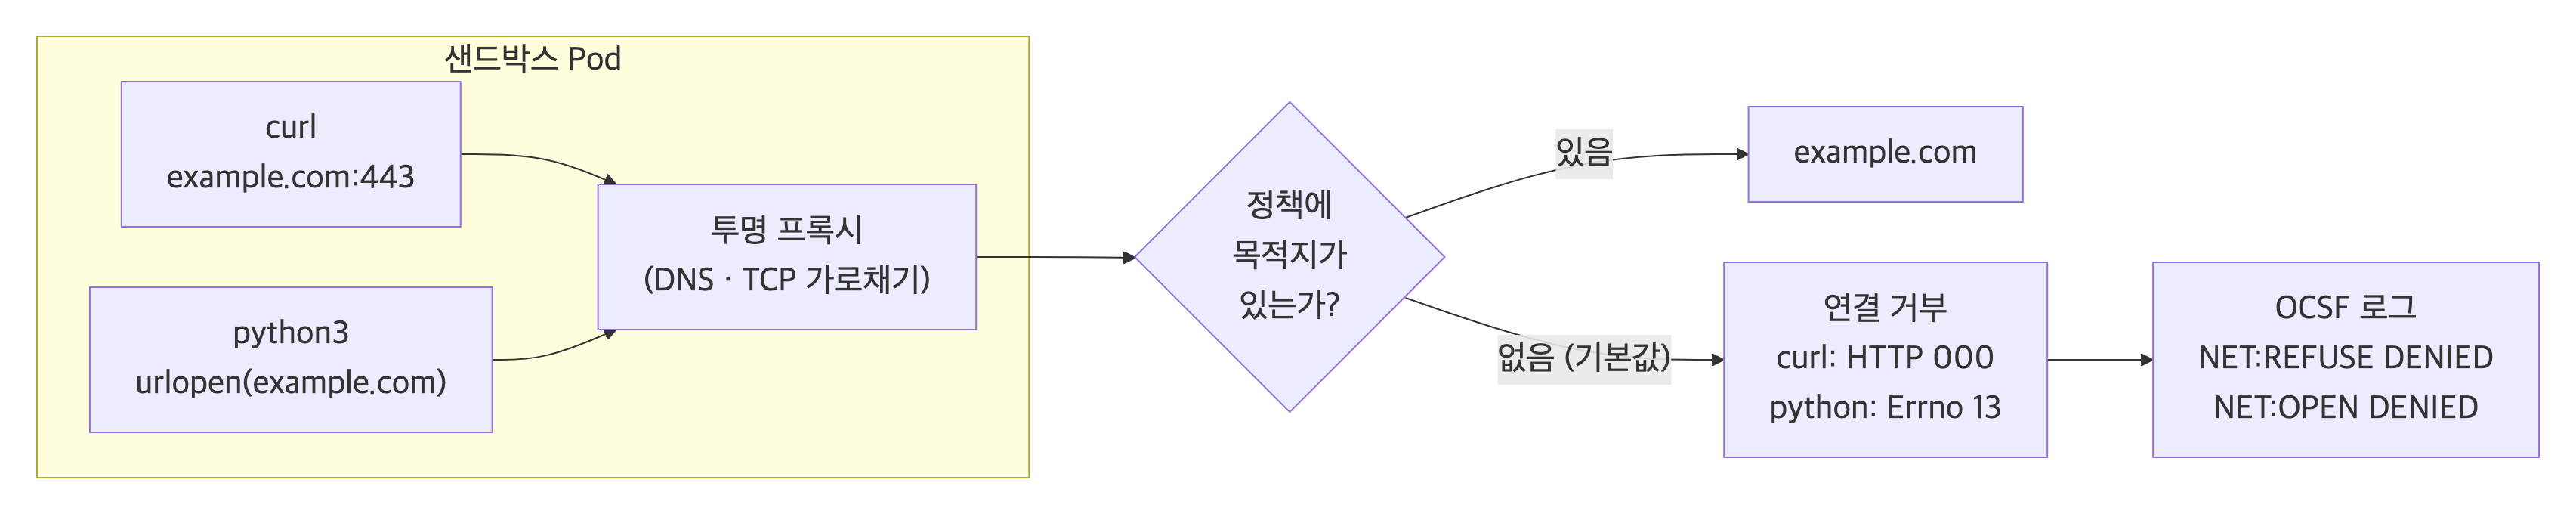 샌드박스 Pod
curl
example.com:443
python3
urlopen(example.com)
투명 프록시
(DNS · TCP 가로채기)
정책에
목적지가
있는가?
있음
없음 (기본값)
example.com
연결 거부
curl: HTTP 000
python: Errno 13
OCSF 로그
NET:REFUSE DENIED
NET:OPEN DENIED